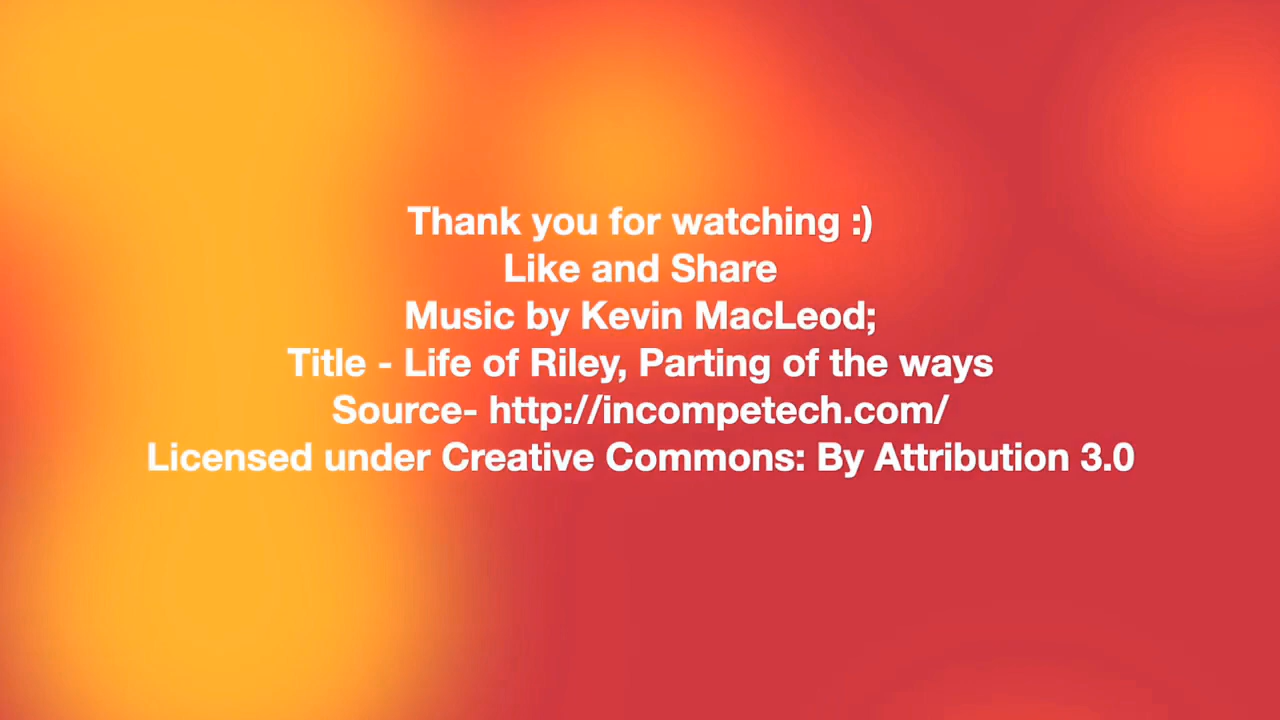 Thank you for watching :)
Like and Share
Music by Kevin MacLeod;
Title - Life of Riley, Parting of the ways
Source- http://incompetech.com/
Licensed under Creative Commons: By Attribution 3.0